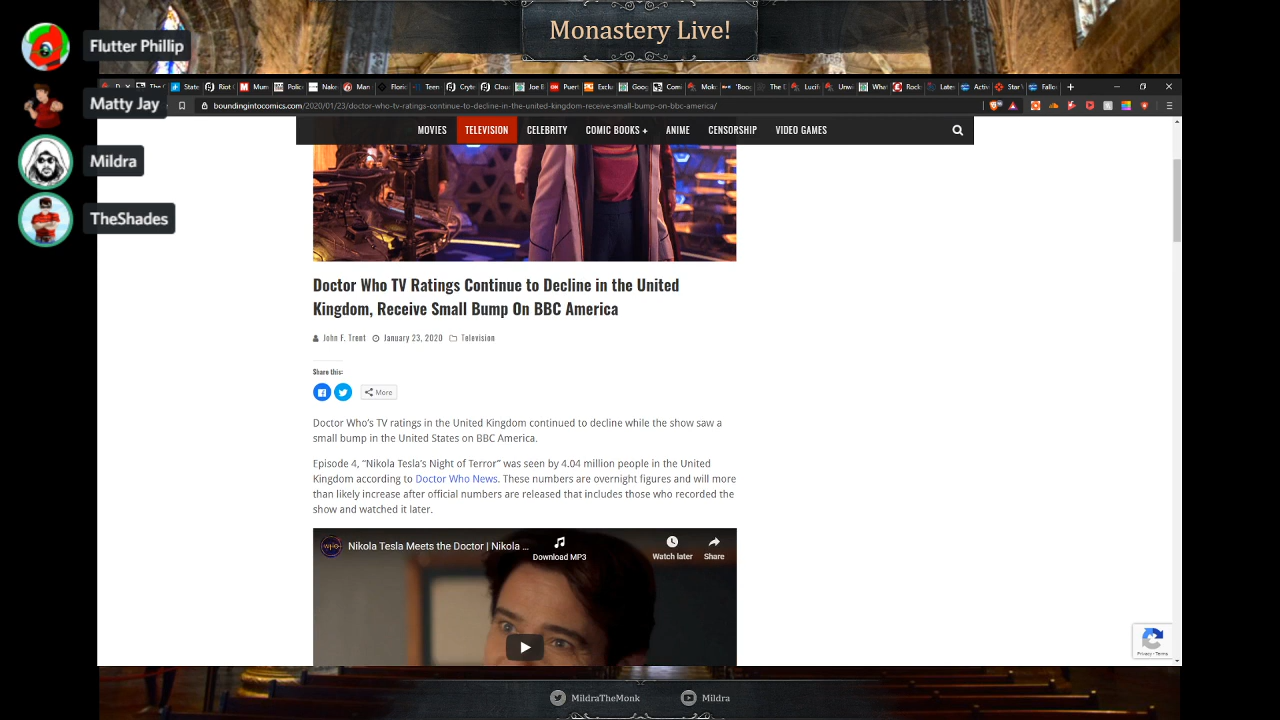 Monastery Live!
Flutter Phillip
Matty Jay
Mildra
TheShades
boundingintocomics.com/2020/01/23/doctor-who-tv-ratings-continue-to-decline-in-the-united-kingdom-receive-small-bump-on-bbc-america/
MOVIES TELEVISION CELEBRITY COMIC BOOKS + ANIME CENSORSHIP VIDEO GAMES
Doctor Who TV Ratings Continue to Decline in the United
Kingdom, Receive Small Bump On BBC America
John F. Trent January 23, 2020 Television
Share this:
More
Doctor Who's TV ratings in the United Kingdom continued to decline while the show saw a
small bump in the United States on BBC America.
Episode 4, “Nikola Tesla's Night of Terror” was seen by 4.04 million people in the United
Kingdom according to Doctor Who News. These numbers are overnight figures and will more
than likely increase after official numbers are released that includes those who recorded the
show and watched it later.
WHO Nikola Tesla Meets the Doctor | Nikola ...
Download MP3
Watch later
Share
Privacy - Terms
MildraTheMonk Mildra